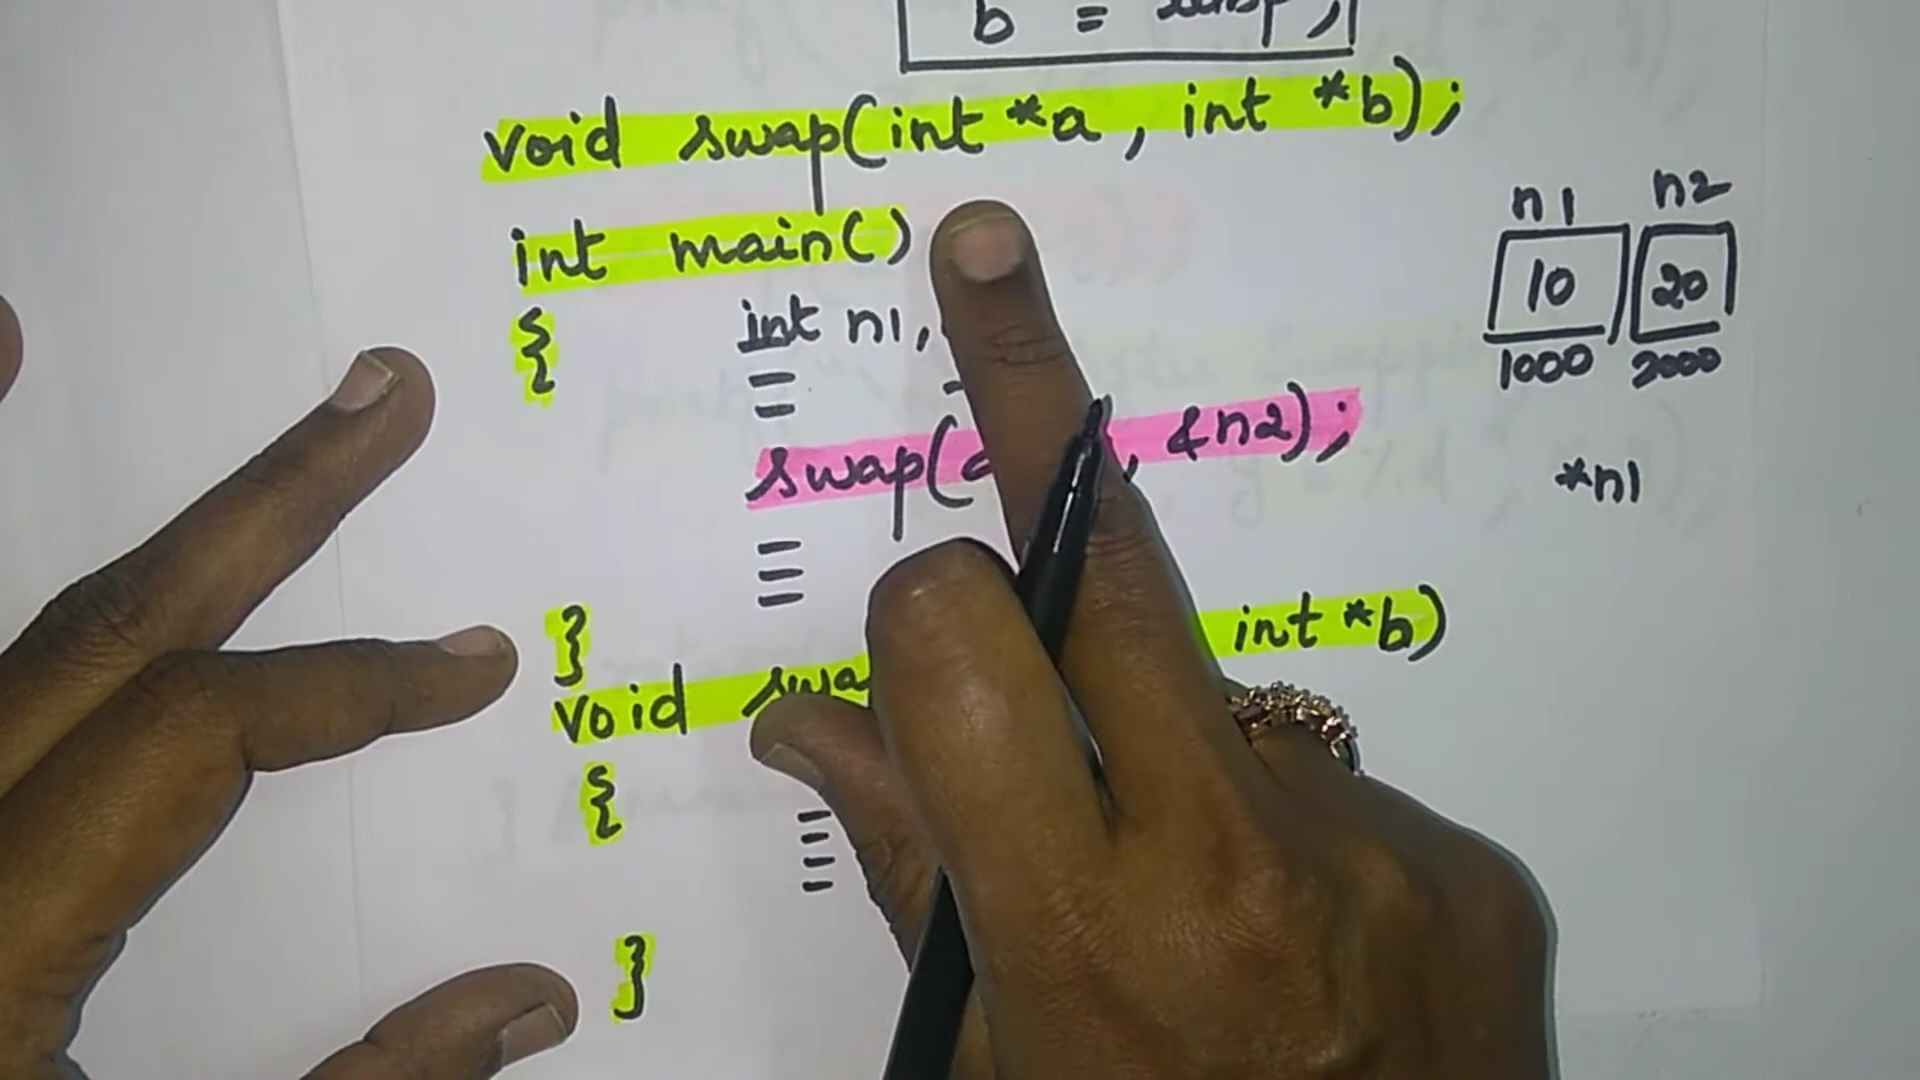 b =
void swap(int *a, int *b);
int main()
{ int n1,
swap( , &n2);
}
void int *b)
{
}
n1 n2
10 20
1000 2000
*n1